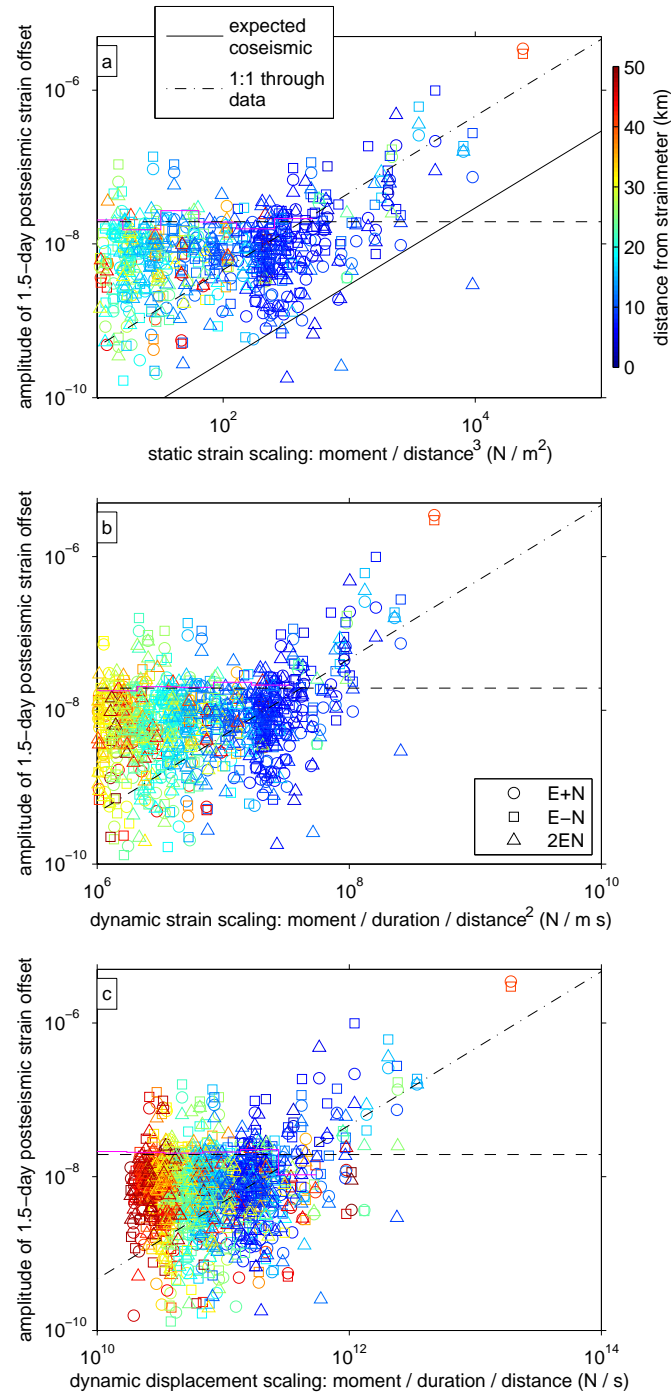 expected
coseismic
1:1 through
data
a
10^−6
10^−8
10^−10
amplitude of 1.5−day postseismic strain offset
10^2
10^4
static strain scaling: moment / distance^3 (N / m^2)
50
40
30
20
10
0
distance from strainmeter (km)
b
10^−6
10^−8
10^−10
amplitude of 1.5−day postseismic strain offset
E+N
E−N
2EN
10^6
10^8
10^10
dynamic strain scaling: moment / duration / distance^2 (N / m s)
c
10^−6
10^−8
10^−10
amplitude of 1.5−day postseismic strain offset
10^10
10^12
10^14
dynamic displacement scaling: moment / duration / distance (N / s)